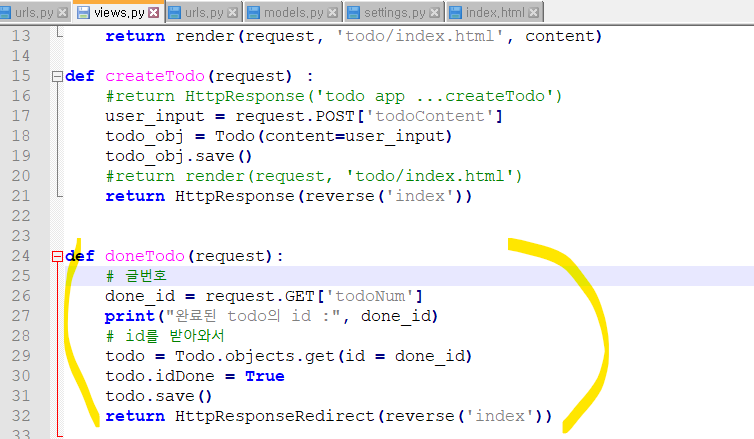 urls.py views.py urls.py models.py settings.py index.html
13 return render(request, 'todo/index.html', content)
14
15 def createTodo(request) :
16 #return HttpResponse('todo app ...createTodo')
17 user_input = request.POST['todoContent']
18 todo_obj = Todo(content=user_input)
19 todo_obj.save()
20 #return render(request, 'todo/index.html')
21 return HttpResponse(reverse('index'))
22
23
24 def doneTodo(request):
25 # 글번호
26 done_id = request.GET['todoNum']
27 print("완료된 todo의 id :", done_id)
28 # id를 받아와서
29 todo = Todo.objects.get(id = done_id)
30 todo.idDone = True
31 todo.save()
32 return HttpResponseRedirect(reverse('index'))
33